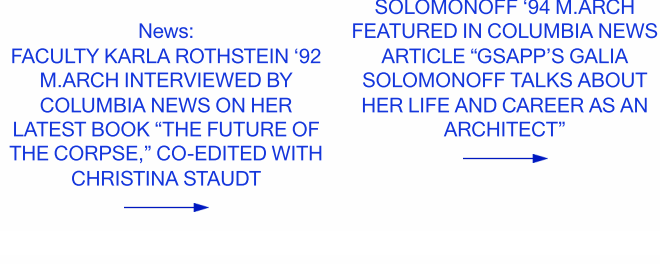 News:
FACULTY KARLA ROTHSTEIN ‘92
M.ARCH INTERVIEWED BY
COLUMBIA NEWS ON HER
LATEST BOOK “THE FUTURE OF
THE CORPSE,” CO-EDITED WITH
CHRISTINA STAUDT
SOLOMONOFF ‘94 M.ARCH
FEATURED IN COLUMBIA NEWS
ARTICLE “GSAPP’S GALIA
SOLOMONOFF TALKS ABOUT
HER LIFE AND CAREER AS AN
ARCHITECT”